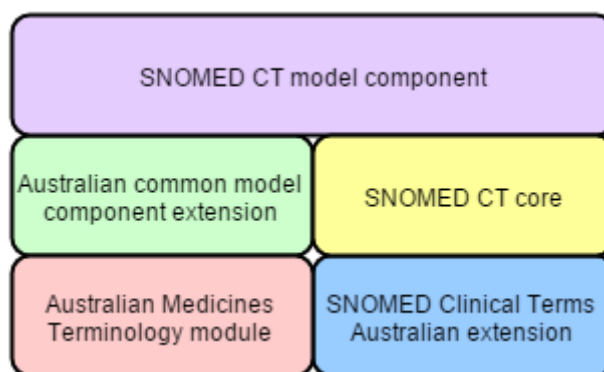 SNOMED CT model component
Australian common model
component extension
SNOMED CT core
Australian Medicines
Terminology module
SNOMED Clinical Terms
Australian extension